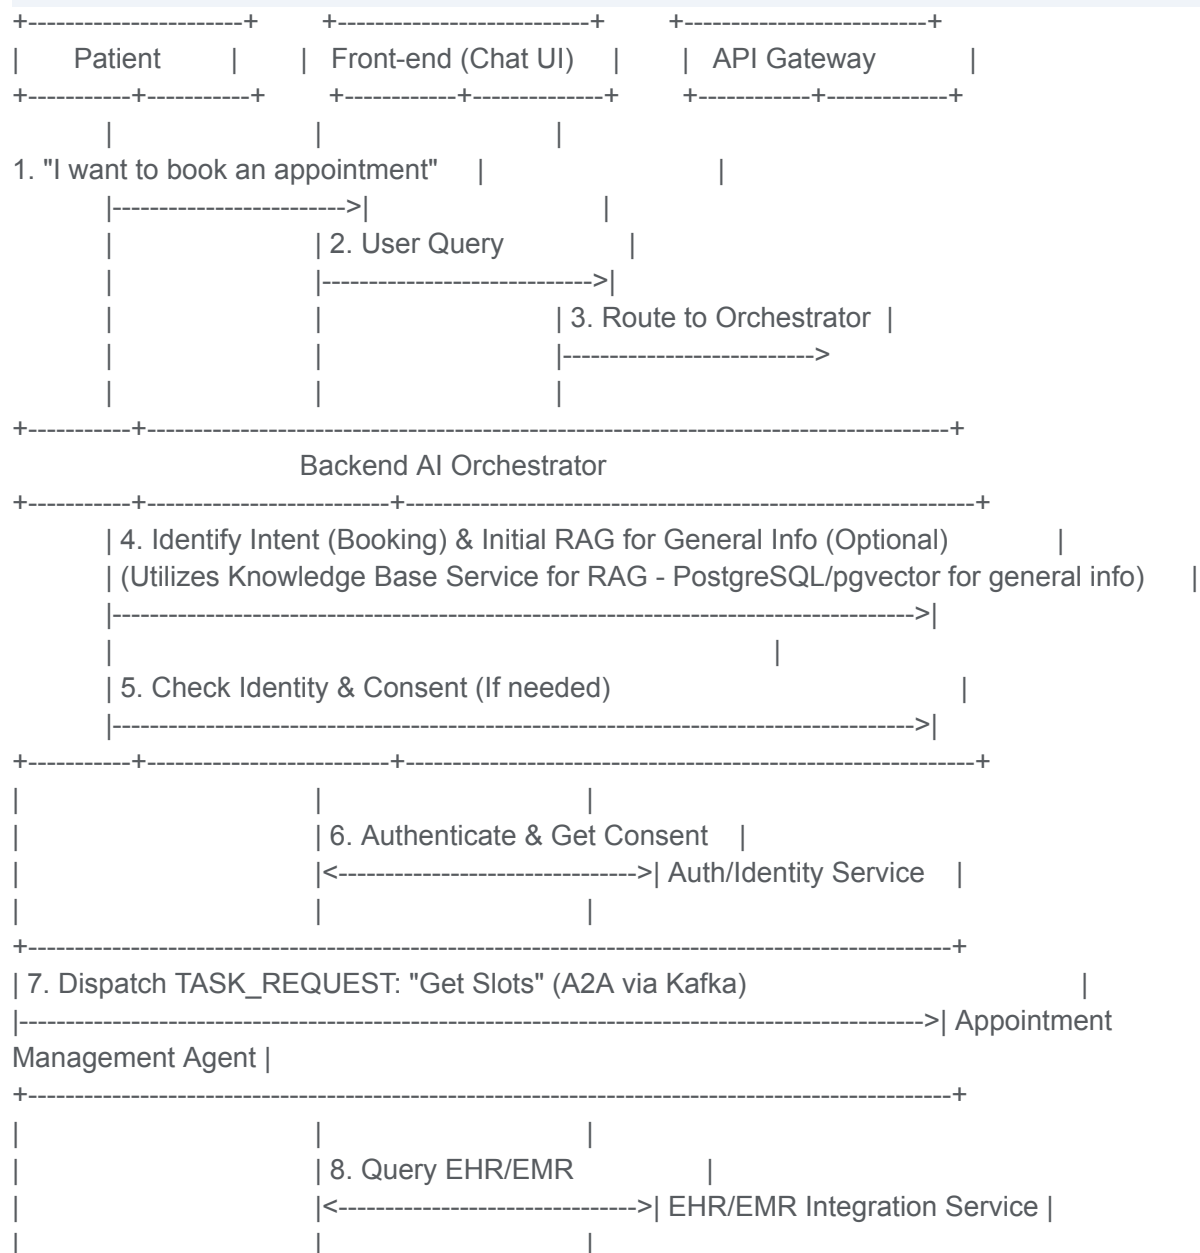 +-----------------------+ +---------------------------+ +--------------------------+
| Patient | | Front-end (Chat UI) | | API Gateway |
+-----------+-----------+ +------------+--------------+ +------------+-------------+
| | |
1. "I want to book an appointment" | |
|------------------------->| |
| | 2. User Query |
| |---------------------------->|
| | | 3. Route to Orchestrator |
| | |--------------------------->
| | |
+-----------+--------------------------------------------------------------------------------------+
Backend AI Orchestrator
+-----------+--------------------------+-------------------------------------------------------------+
| 4. Identify Intent (Booking) & Initial RAG for General Info (Optional) |
| (Utilizes Knowledge Base Service for RAG - PostgreSQL/pgvector for general info) |
|-------------------------------------------------------------------------------------->|
| |
| 5. Check Identity & Consent (If needed) |
|-------------------------------------------------------------------------------------->|
+-----------+--------------------------+-------------------------------------------------------------+
| | |
| | 6. Authenticate & Get Consent |
| |<-------------------------------->| Auth/Identity Service |
| | |
+---------------------------------------------------------------------------------------------------+
| 7. Dispatch TASK_REQUEST: "Get Slots" (A2A via Kafka) |
|------------------------------------------------------------------------------------------------->| Appointment
Management Agent |
+---------------------------------------------------------------------------------------------------+
| | |
| | 8. Query EHR/EMR |
| |<-------------------------------->| EHR/EMR Integration Service |
| | |